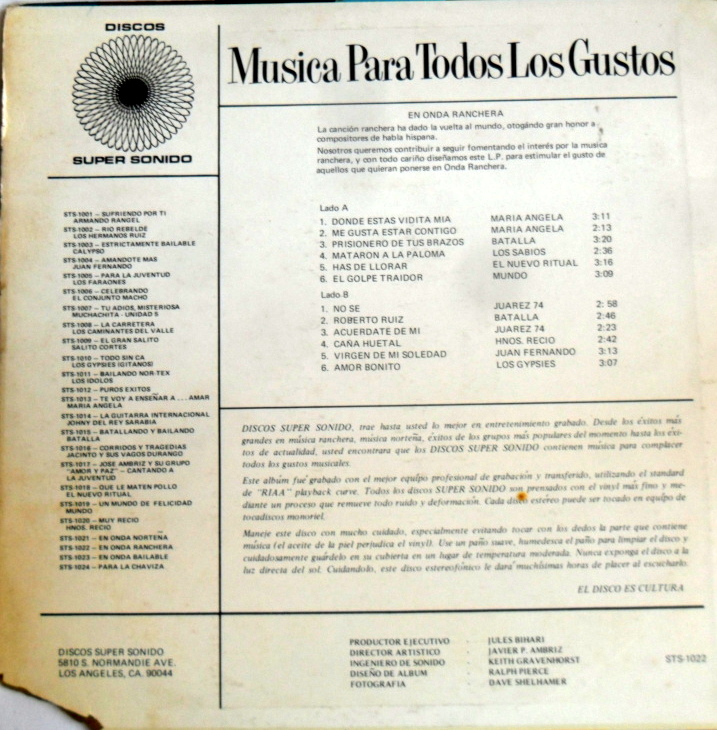 DISCOS
SUPER SONIDO
Musica Para Todos Los Gustos
EN ONDA RANCHERA
La canción ranchera ha dado la vuelta al mundo, otogándo gran honor a
compositores de habla hispana.
Nosotros queremos contribuir a seguir fomentando el interés por la musica
ranchera, y con todo cariño diseñamos este L.P. para estimular el gusto de
aquellos que quieran ponerse en Onda Ranchera.
Lado A
1. DONDE ESTAS VIDITA MIA MARIA ANGELA 3:11
2. ME GUSTA ESTAR CONTIGO MARIA ANGELA 2:13
3. PRISIONERO DE TUS BRAZOS BATALLA 3:20
4. MATARON A LA PALOMA LOS SABIOS 2:36
5. HAS DE LLORAR EL NUEVO RITUAL 3:16
6. EL GOLPE TRAIDOR MUNDO 3:09
Lado B
1. NO SE JUAREZ 74 2: 58
2. ROBERTO RUIZ BATALLA 2:46
3. ACUERDATE DE MI JUAREZ 74 2:23
4. CAÑA HUETAL HNOS. RECIO 2:42
5. VIRGEN DE MI SOLEDAD JUAN FERNANDO 3:13
6. AMOR BONITO LOS GYPSIES 3:07
STS-1001 – SUFRIENDO POR TI
ARMANDO RANGEL
STS-1002 – RIO REBELDE
LOS HERMANOS RUIZ
STS-1003 – ESTRICTAMENTE BAILABLE
CALYPSO
STS-1004 – AMANDOTE MAS
JUAN FERNANDO
STS-1005 – PARA LA JUVENTUD
LOS FARAONES
STS-1006 – CELEBRANDO
EL CONJUNTO MACHO
STS-1007 – TU ADIOS, MISTERIOSA
MUCHACHITA - UNIDAD 5
STS-1008 – LA CARRETERA
LOS CAMINANTES DEL VALLE
STS-1009 – EL GRAN SALITO
SALITO CORTES
STS-1010 – TODO SIN CA
LOS GYPSIES (GITANOS)
STS-1011 – BAILANDO NOR-TEX
LOS IDOLOS
STS-1012 – PUROS EXITOS
STS-1013 – TE VOY A ENSEÑAR A . . . AMAR
MARIA ANGELA
STS-1014 – LA GUITARRA INTERNACIONAL
JOHNY DEL REY SARABIA
STS-1015 – BATALLANDO Y BAILANDO
BATALLA
STS-1016 – CORRIDOS Y TRAGEDIAS
JACINTO Y SUS VAGOS DURANGO
STS-1017 – JOSE AMBRIZ Y SU GRUPO
"AMOR Y PAZ" – CANTANDO A
LA JUVENTUD
STS-1018 – QUE LE MATEN POLLO
EL NUEVO RITUAL
STS-1019 – UN MUNDO DE FELICIDAD
MUNDO
STS-1020 – MUY RECIO
HNOS. RECIO
STS-1021 – EN ONDA NORTEÑA
STS-1022 – EN ONDA RANCHERA
STS-1023 – EN ONDA BAILABLE
STS-1024 – PARA LA CHAVIZA
DISCOS SUPER SONIDO, trae hasta usted lo mejor en entretenimiento grabado. Desde los éxitos más
grandes en música ranchera, música norteña, éxitos de los grupos más populares del momento hasta los éxi-
tos de actualidad, usted encontrara que los DISCOS SUPER SONIDO contienen música para complacer
todos los gustos musicales.
Este album fué grabado con el mejor equipo profesional de grabación y transferido, utilizando el standard
de "RIAA" playback curve. Todos los discos SUPER SONIDO son prensados con el vinyl más fino y me-
diante un proceso que remueve todo ruido y deformación. Cada disco estéreo puede ser tocado en equipo de
tocadiscos monoriel.
Maneje este disco con mucho cuidado, especialmente evitando tocar con los dedos la parte que contiene
música (el aceite de la piel perjudica el vinyl). Use un paño suave, humedesca el paño para limpiar el disco y
cuidadosamente guárdelo en su cubierta en un lugar de temperatura moderada. Nunca exponga el disco a la
luz directa del sol. Cuidandolo, este disco estereofónico le dará muchísimas horas de placer al escucharlo.
EL DISCO ES CULTURA
DISCOS SUPER SONIDO
5810 S. NORMANDIE AVE.
LOS ANGELES, CA. 90044
PRODUCTOR EJECUTIVO - JULES BIHARI
DIRECTOR ARTISTICO - JAVIER P. AMBRIZ
INGENIERO DE SONIDO - KEITH GRAVENHORST
DISEÑO DE ALBUM - RALPH PIERCE
FOTOGRAFIA - DAVE SHELHAMER
STS-1022